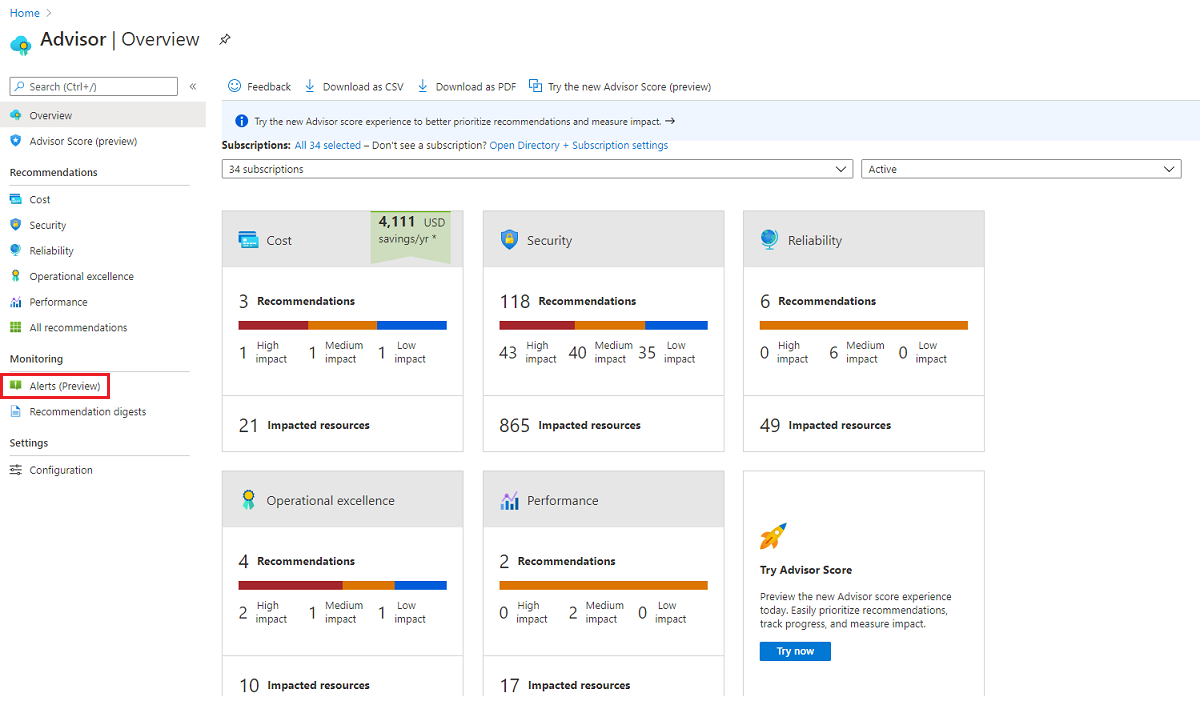 Home
Advisor | Overview
Search (Ctrl+/)
«
Overview
Advisor Score (preview)
Recommendations
Cost
Security
Reliability
Operational excellence
Performance
All recommendations
Monitoring
Alerts (Preview)
Recommendation digests
Settings
Configuration
Feedback
Download as CSV
Download as PDF
Try the new Advisor Score (preview)
Try the new Advisor score experience to better prioritize recommendations and measure impact. →
Subscriptions: All 34 selected – Don't see a subscription? Open Directory + Subscription settings
34 subscriptions
Active
Cost
4,111 USD
savings/yr *
3 Recommendations
1 High impact
1 Medium impact
1 Low impact
21 Impacted resources
Security
118 Recommendations
43 High impact
40 Medium impact
35 Low impact
865 Impacted resources
Reliability
6 Recommendations
0 High impact
6 Medium impact
0 Low impact
49 Impacted resources
Operational excellence
4 Recommendations
2 High impact
1 Medium impact
1 Low impact
10 Impacted resources
Performance
2 Recommendations
0 High impact
2 Medium impact
0 Low impact
17 Impacted resources
Try Advisor Score
Preview the new Advisor score experience
today. Easily prioritize recommendations,
track progress, and measure impact.
Try now